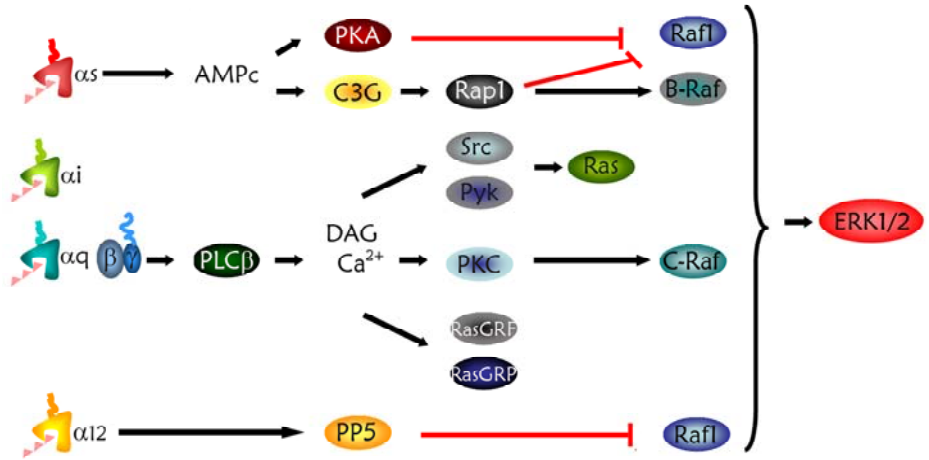 PKA
Raf1
αs
AMPc
C3G
Rap1
B-Raf
Src
αi
Ras
Pyk
ERK1/2
αq
β
γ
PLCβ
DAG
Ca²⁺
PKC
C-Raf
RasGRF
RasGRP
α12
PP5
Raf1